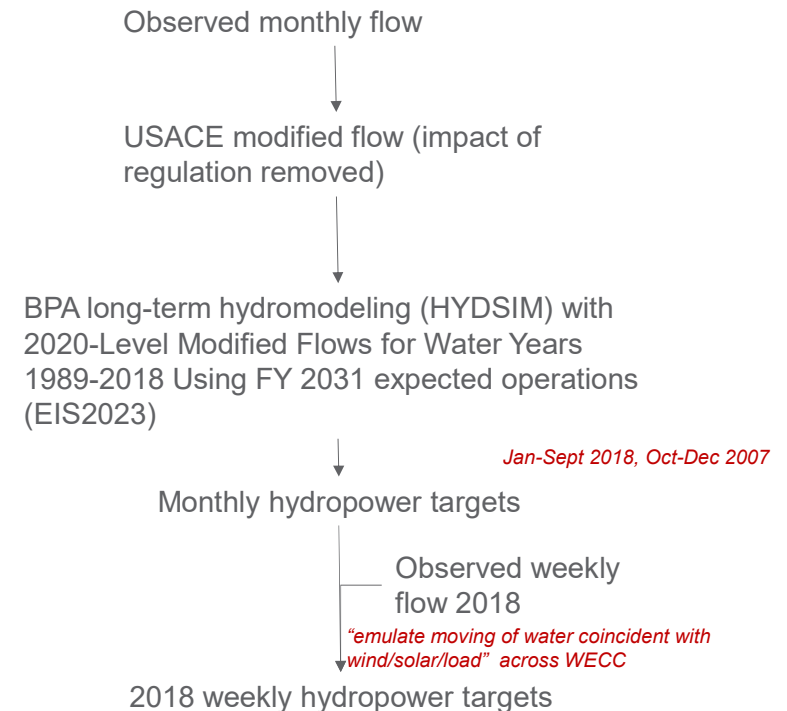 Observed monthly flow
USACE modified flow (impact of
regulation removed)
BPA long-term hydromodeling (HYDSIM) with
2020-Level Modified Flows for Water Years
1989-2018 Using FY 2031 expected operations
(EIS2023)
Jan-Sept 2018, Oct-Dec 2007
Monthly hydropower targets
Observed weekly
flow 2018
“emulate moving of water coincident with
wind/solar/load” across WECC
2018 weekly hydropower targets